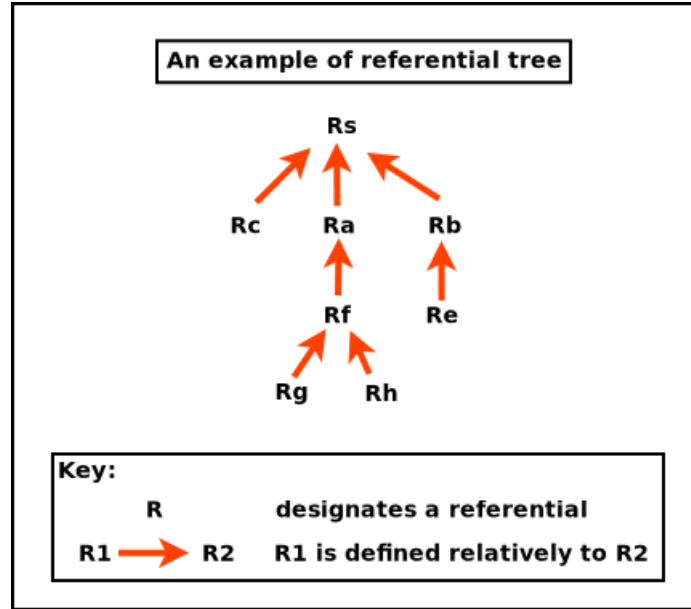 An example of referential tree
Rs
Rc Ra Rb
Rf Re
Rg Rh
Key:
R designates a referential
R1 R2 R1 is defined relatively to R2